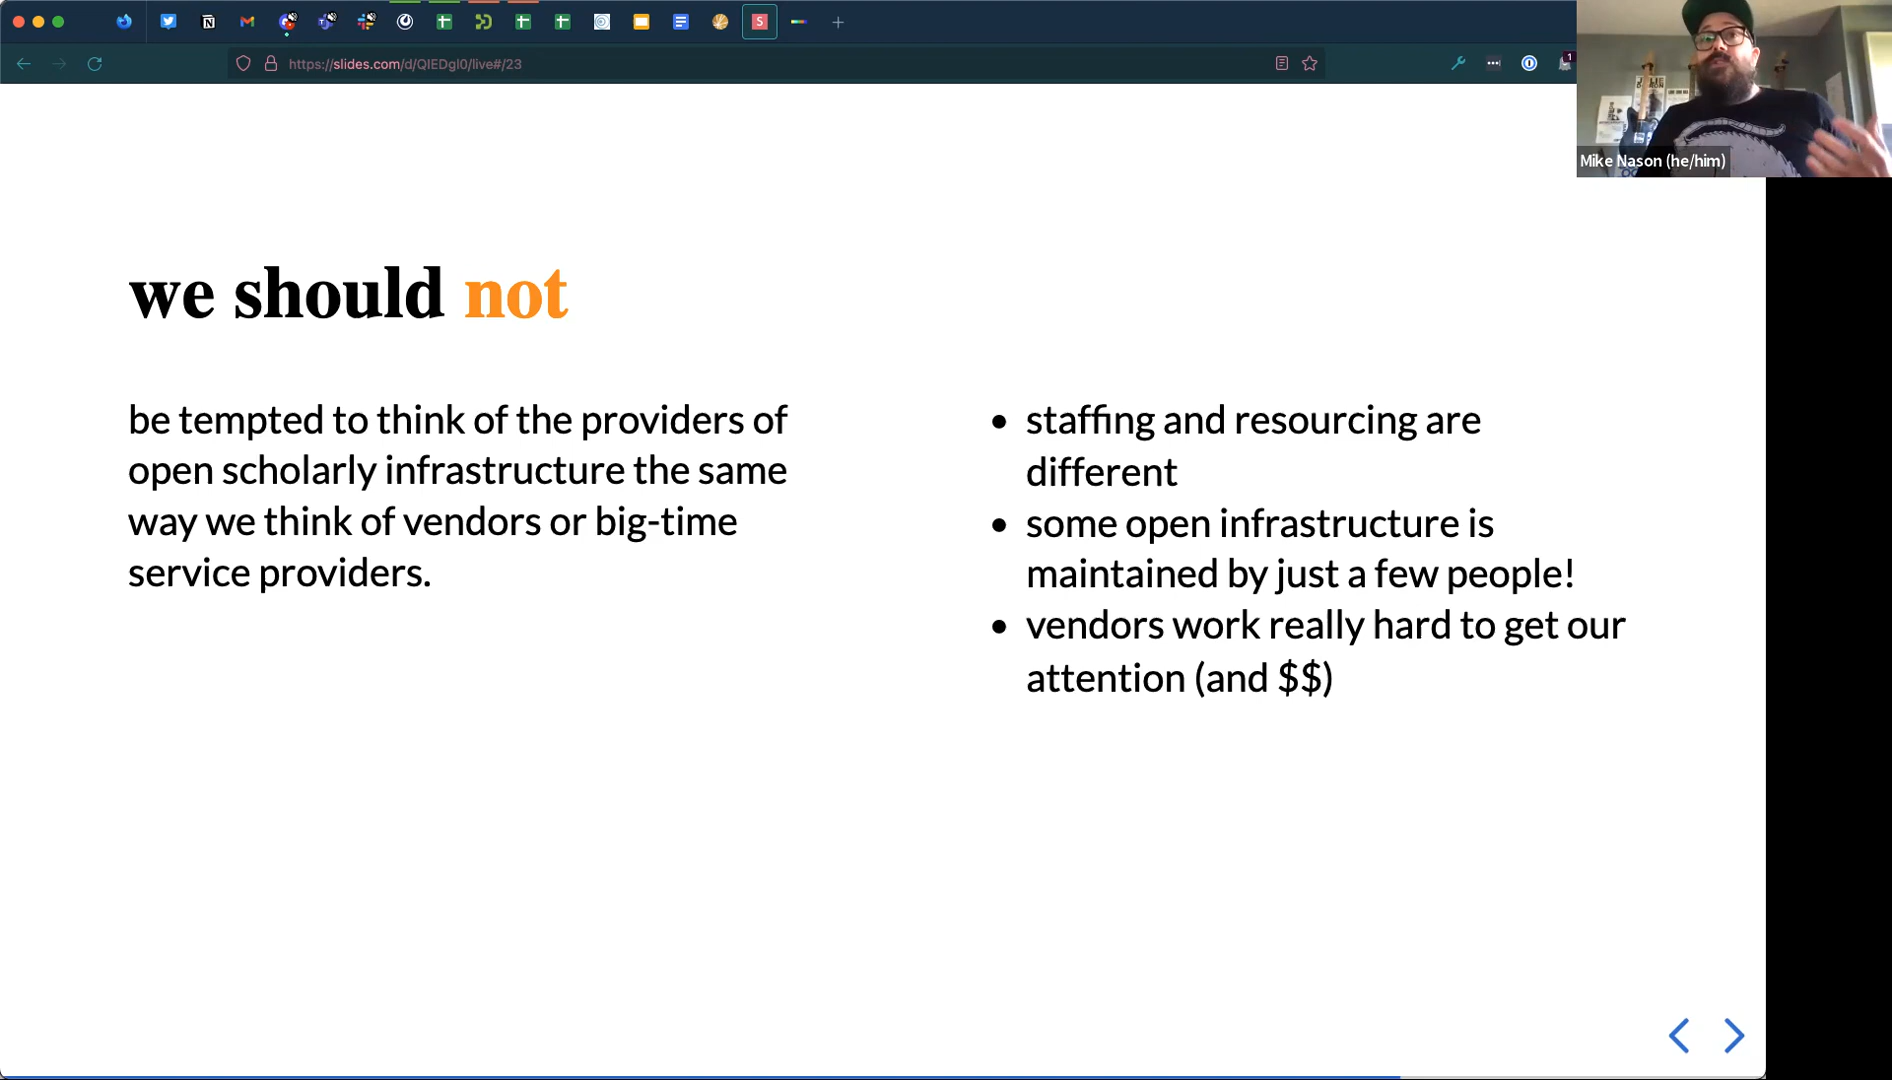 https://slides.com/d/QIEDgl0/live#/23
1
S
Mike Nason (he/him)
we should not
be tempted to think of the providers of
open scholarly infrastructure the same
way we think of vendors or big-time
service providers.
• staffing and resourcing are
different
• some open infrastructure is
maintained by just a few people!
• vendors work really hard to get our
attention (and $$)